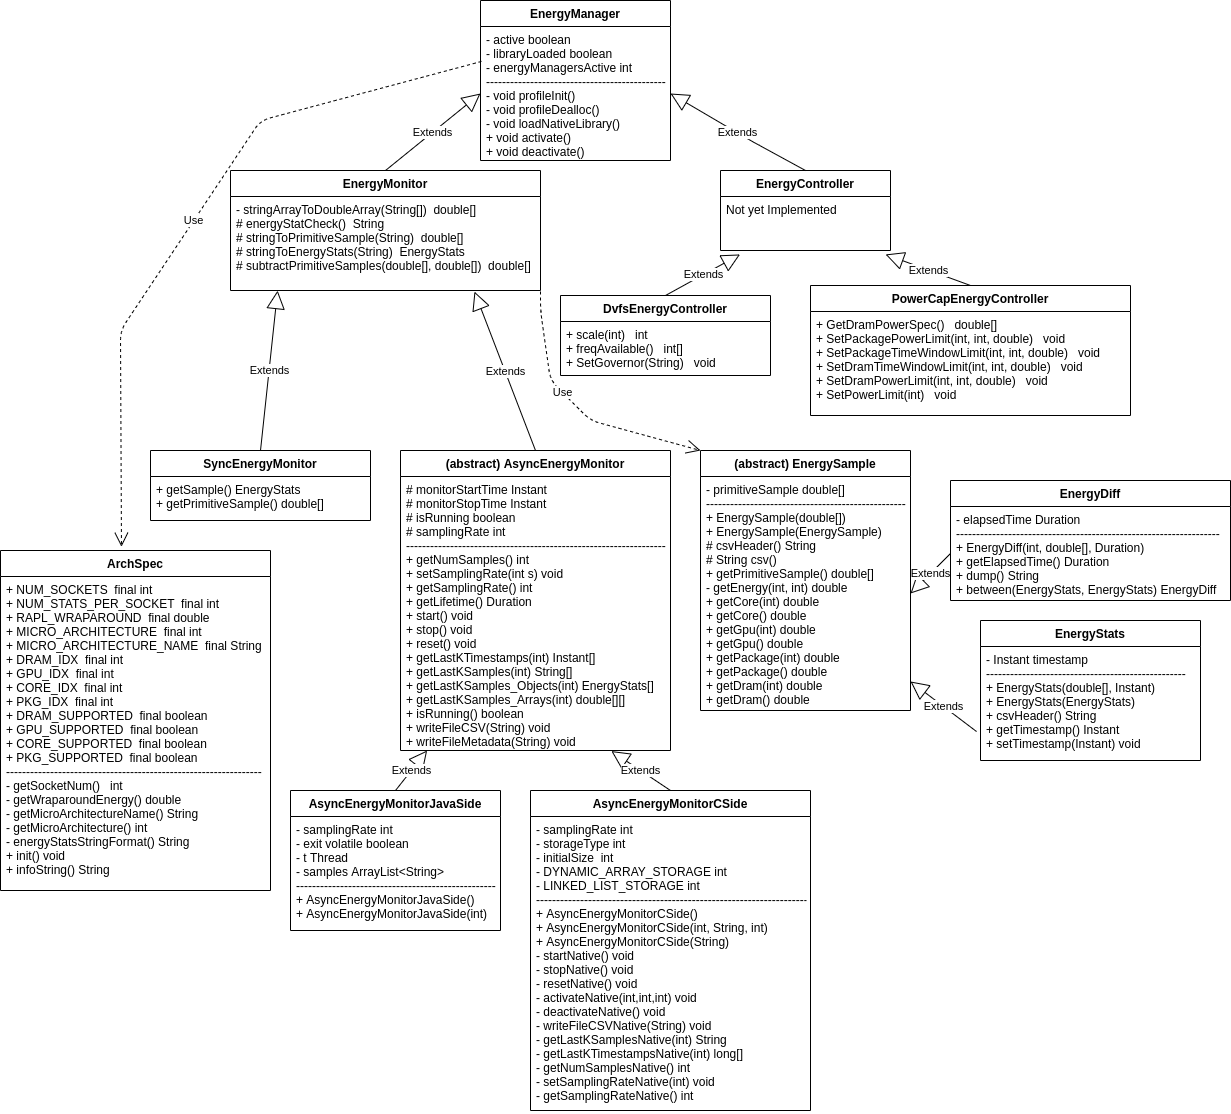 EnergyManager
- active boolean
- libraryLoaded boolean
- energyManagersActive int
- void profileInit()
- void profileDealloc()
- void loadNativeLibrary()
+ void activate()
+ void deactivate()
Extends
Extends
Use
EnergyMonitor
- stringArrayToDoubleArray(String[])  double[]
# energyStatCheck()  String
# stringToPrimitiveSample(String)  double[]
# stringToEnergyStats(String)  EnergyStats
# subtractPrimitiveSamples(double[], double[])  double[]
EnergyController
Not yet Implemented
Extends
Extends
DvfsEnergyController
+ scale(int)   int
+ freqAvailable()   int[]
+ SetGovernor(String)   void
PowerCapEnergyController
+ GetDramPowerSpec()   double[]
+ SetPackagePowerLimit(int, int, double)   void
+ SetPackageTimeWindowLimit(int, int, double)   void
+ SetDramTimeWindowLimit(int, int, double)   void
+ SetDramPowerLimit(int, int, double)   void
+ SetPowerLimit(int)   void
Extends
Extends
Use
SyncEnergyMonitor
+ getSample() EnergyStats
+ getPrimitiveSample() double[]
(abstract) AsyncEnergyMonitor
# monitorStartTime Instant
# monitorStopTime Instant
# isRunning boolean
# samplingRate int
+ getNumSamples() int
+ setSamplingRate(int s) void
+ getSamplingRate() int
+ getLifetime() Duration
+ start() void
+ stop() void
+ reset() void
+ getLastKTimestamps(int) Instant[]
+ getLastKSamples(int) String[]
+ getLastKSamples_Objects(int) EnergyStats[]
+ getLastKSamples_Arrays(int) double[][]
+ isRunning() boolean
+ writeFileCSV(String) void
+ writeFileMetadata(String) void
(abstract) EnergySample
- primitiveSample double[]
+ EnergySample(double[])
+ EnergySample(EnergySample)
# csvHeader() String
# String csv()
+ getPrimitiveSample() double[]
- getEnergy(int, int) double
+ getCore(int) double
+ getCore() double
+ getGpu(int) double
+ getGpu() double
+ getPackage(int) double
+ getPackage() double
+ getDram(int) double
+ getDram() double
EnergyDiff
- elapsedTime Duration
+ EnergyDiff(int, double[], Duration)
+ getElapsedTime() Duration
+ dump() String
+ between(EnergyStats, EnergyStats) EnergyDiff
Extends
EnergyStats
- Instant timestamp
+ EnergyStats(double[], Instant)
+ EnergyStats(EnergyStats)
+ csvHeader() String
+ getTimestamp() Instant
+ setTimestamp(Instant) void
Extends
ArchSpec
+ NUM_SOCKETS  final int
+ NUM_STATS_PER_SOCKET  final int
+ RAPL_WRAPAROUND  final double
+ MICRO_ARCHITECTURE  final int
+ MICRO_ARCHITECTURE_NAME  final String
+ DRAM_IDX  final int
+ GPU_IDX  final int
+ CORE_IDX  final int
+ PKG_IDX  final int
+ DRAM_SUPPORTED  final boolean
+ GPU_SUPPORTED  final boolean
+ CORE_SUPPORTED  final boolean
+ PKG_SUPPORTED  final boolean
- getSocketNum()   int
- getWraparoundEnergy() double
- getMicroArchitectureName() String
- getMicroArchitecture() int
- energyStatsStringFormat() String
+ init() void
+ infoString() String
Extends
Extends
AsyncEnergyMonitorJavaSide
- samplingRate int
- exit volatile boolean
- t Thread
- samples ArrayList<String>
+ AsyncEnergyMonitorJavaSide()
+ AsyncEnergyMonitorJavaSide(int)
AsyncEnergyMonitorCSide
- samplingRate int
- storageType int
- initialSize  int
- DYNAMIC_ARRAY_STORAGE int
- LINKED_LIST_STORAGE int
+ AsyncEnergyMonitorCSide()
+ AsyncEnergyMonitorCSide(int, String, int)
+ AsyncEnergyMonitorCSide(String)
- startNative() void
- stopNative() void
- resetNative() void
- activateNative(int,int,int) void
- deactivateNative() void
- writeFileCSVNative(String) void
- getLastKSamplesNative(int) String
- getLastKTimestampsNative(int) long[]
- getNumSamplesNative() int
- setSamplingRateNative(int) void
- getSamplingRateNative() int